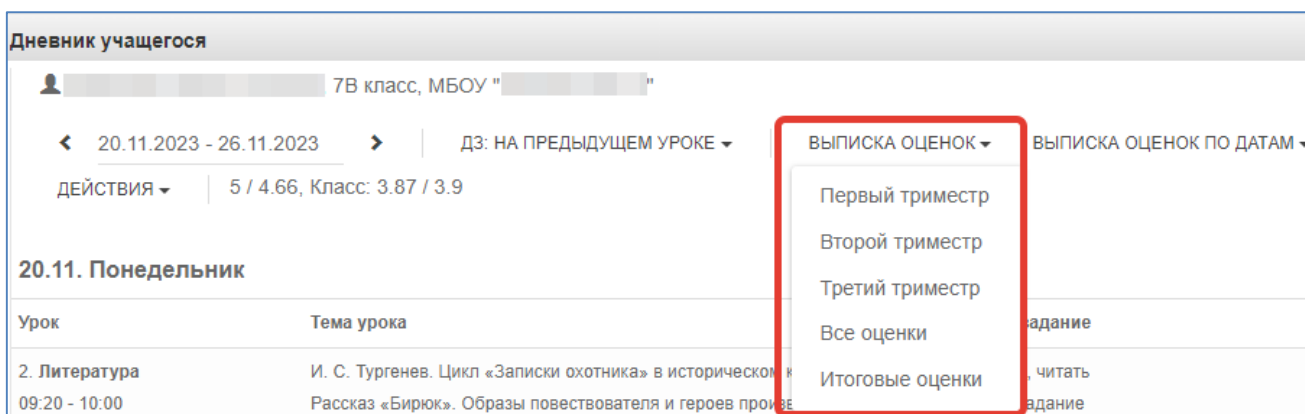 Дневник учащегося
7В класс, МБОУ " "
20.11.2023 - 26.11.2023 ДЗ: НА ПРЕДЫДУЩЕМ УРОКЕ ВЫПИСКА ОЦЕНОК ВЫПИСКА ОЦЕНОК ПО ДАТАМ
ДЕЙСТВИЯ 5 / 4.66, Класс: 3.87 / 3.9
Первый триместр
Второй триместр
Третий триместр
Все оценки
Итоговые оценки
20.11. Понедельник
Урок Тема урока
2. Литература И. С. Тургенев. Цикл «Записки охотника» в историческом , читать
09:20 - 10:00 Рассказ «Бирюк». Образы повествователя и героев